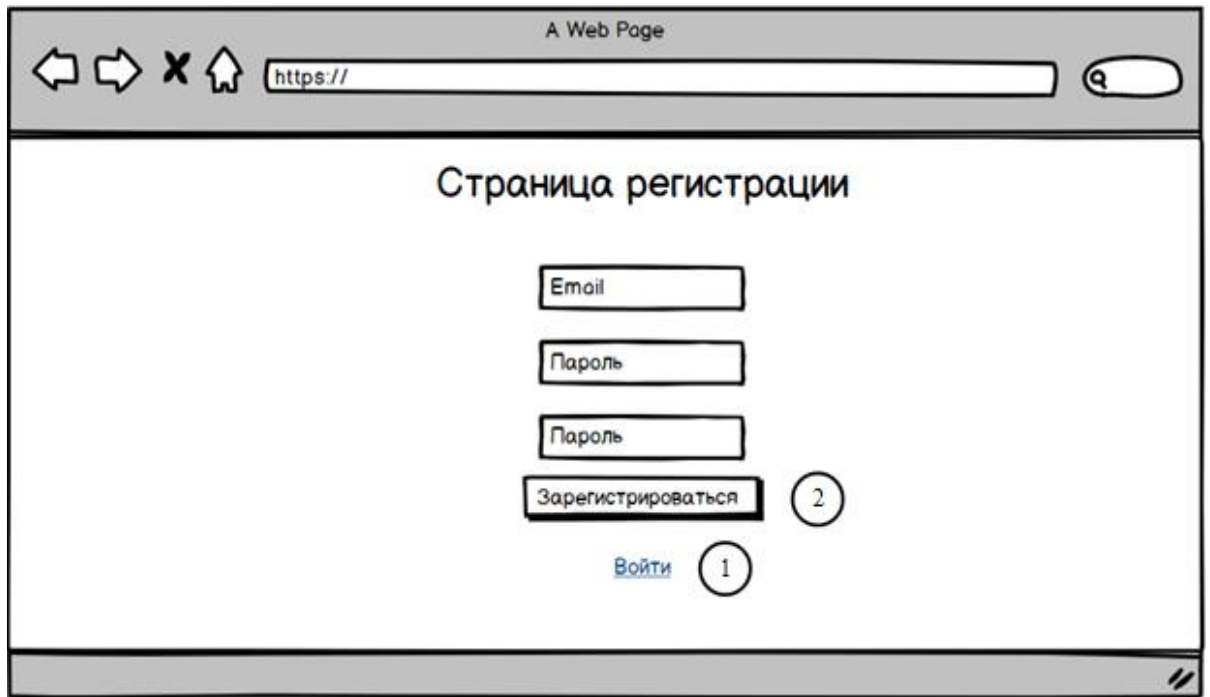 A Web Page
https://
Страница регистрации
Email
Пароль
Пароль
Зарегистрироваться 2
Войти 1